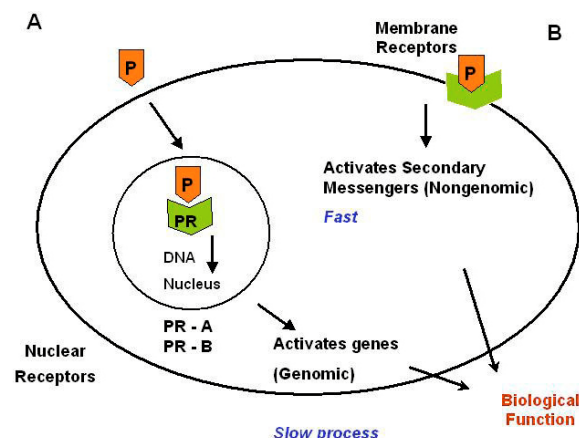 A
P
Membrane
Receptors
B
P
P
PR
DNA
Nucleus
PR - A
PR - B
Nuclear
Receptors
Activates Secondary
Messengers (Nongenomic)
Fast
Activates genes
(Genomic)
Slow process
Biological
Function